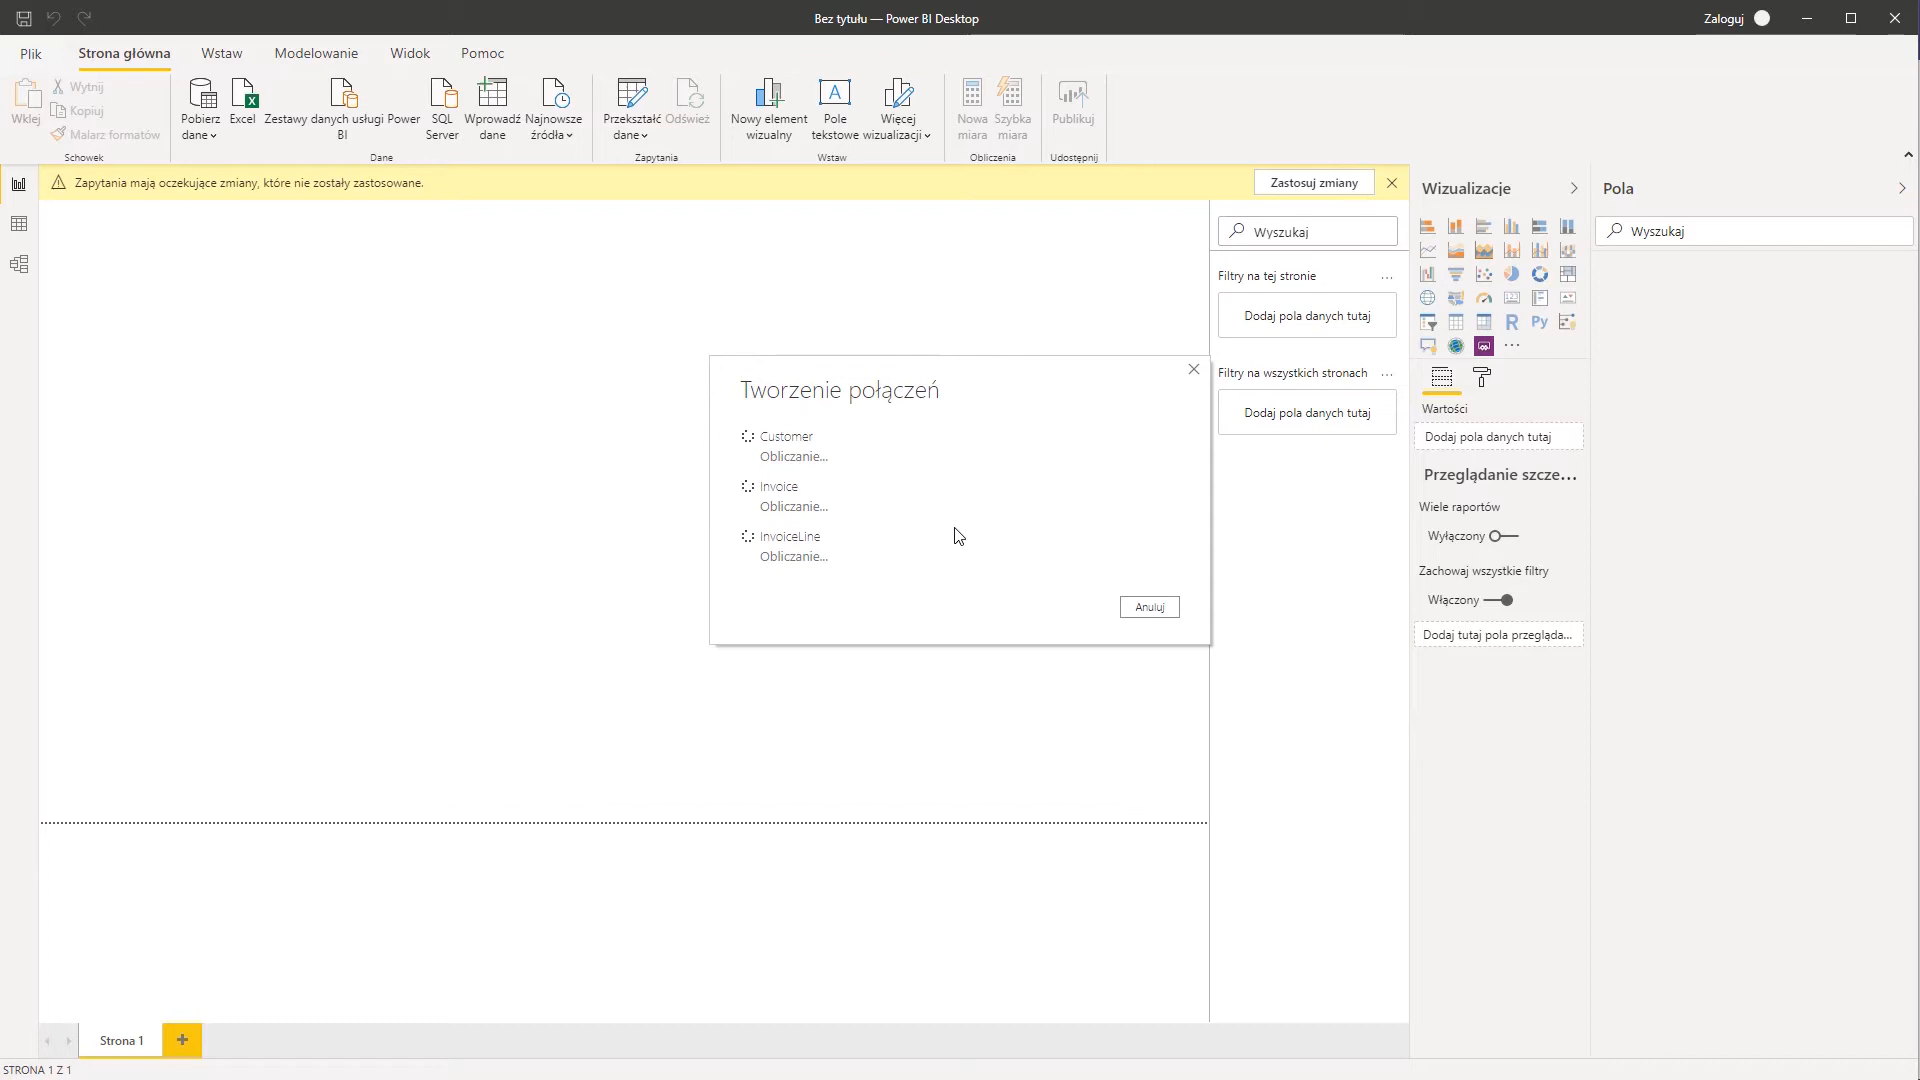 Bez tytułu — Power BI Desktop
Zaloguj
Plik
Strona główna
Wstaw
Modelowanie
Widok
Pomoc
Wklej
Wytnij
Kopiuj
Malarz formatów
Schowek
Pobierz dane
Excel
Zestawy danych usługi Power BI
SQL Server
Wprowadź dane
Najnowsze źródła
Dane
Przekształć dane
Odśwież
Zapytania
Nowy element wizualny
Pole tekstowe
Więcej wizualizacji
Wstaw
Nowa miara
Szybka miara
Obliczenia
Publikuj
Udostępnij
Zapytania mają oczekujące zmiany, które nie zostały zastosowane.
Zastosuj zmiany
Wyszukaj
Filtry na tej stronie
...
Dodaj pola danych tutaj
Filtry na wszystkich stronach
...
Dodaj pola danych tutaj
Tworzenie połączeń
Customer
Obliczanie...
Invoice
Obliczanie...
InvoiceLine
Obliczanie...
Anuluj
Wizualizacje
R
Py
...
Wartości
Dodaj pola danych tutaj
Przeglądanie szcze...
Wiele raportów
Wyłączony
Zachowaj wszystkie filtry
Włączony
Dodaj tutaj pola przegląda...
Pola
Wyszukaj
Strona 1
STRONA 1 Z 1